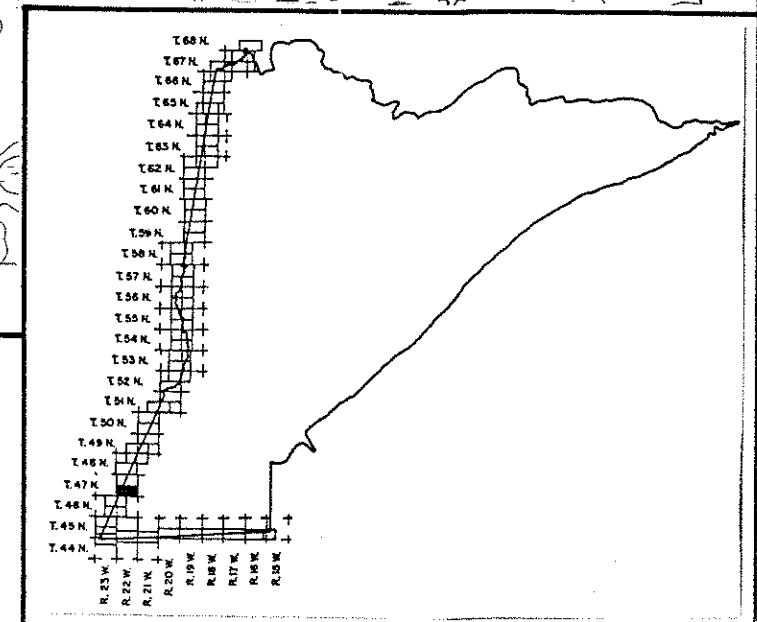 T. 68 N.
T. 67 N.
T. 66 N.
T. 65 N.
T. 64 N.
T. 63 N.
T. 62 N.
T. 61 N.
T. 60 N.
T. 59 N.
T. 58 N.
T. 57 N.
T. 56 N.
T. 55 N.
T. 54 N.
T. 53 N.
T. 52 N.
T. 51 N.
T. 50 N.
T. 49 N.
T. 48 N.
T. 47 N.
T. 46 N.
T. 45 N.
T. 44 N.
R. 23 W.
R. 22 W.
R. 21 W.
R. 20 W.
R. 19 W.
R. 18 W.
R. 17 W.
R. 16 W.
R. 15 W.